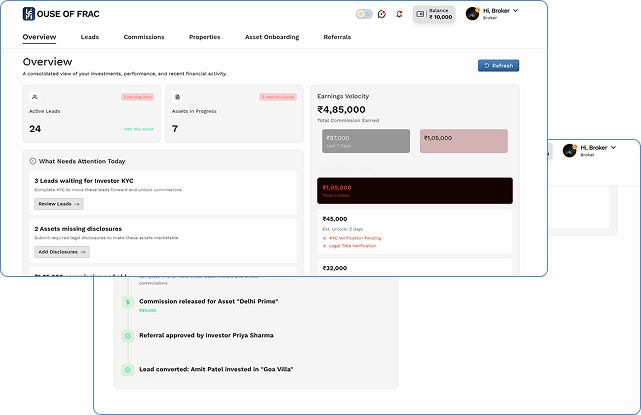 OUSE OF FRAC
Balance
₹ 10,000
Hi, Broker
Broker
Overview Leads Commissions Properties Asset Onboarding Referrals
Overview
A consolidated view of your investments, performance, and recent financial activity.
Refresh
Active Leads
24
+12% this month
Assets In Progress
7
Earnings Velocity
₹4,85,000
Total Commission Earned
₹87,000
Last 7 Days
₹1,05,000
What Needs Attention Today
3 Leads waiting for Investor KYC
Complete KYC to move these leads forward and unlock commissions
Review Leads →
2 Assets missing disclosures
Submit required legal disclosures to make these assets marketable
Add Disclosures →
₹1,05,000
Total Locked
₹45,000
Est. Unlock: 2 days
KYC Verification Pending
Legal Title Verification
₹32,000
Hi, Broker
Broker
commissions
Commission released for Asset "Delhi Prime"
₹45,000
Referral approved by investor Priya Sharma
Lead converted: Amit Patel invested in "Goa Villa"